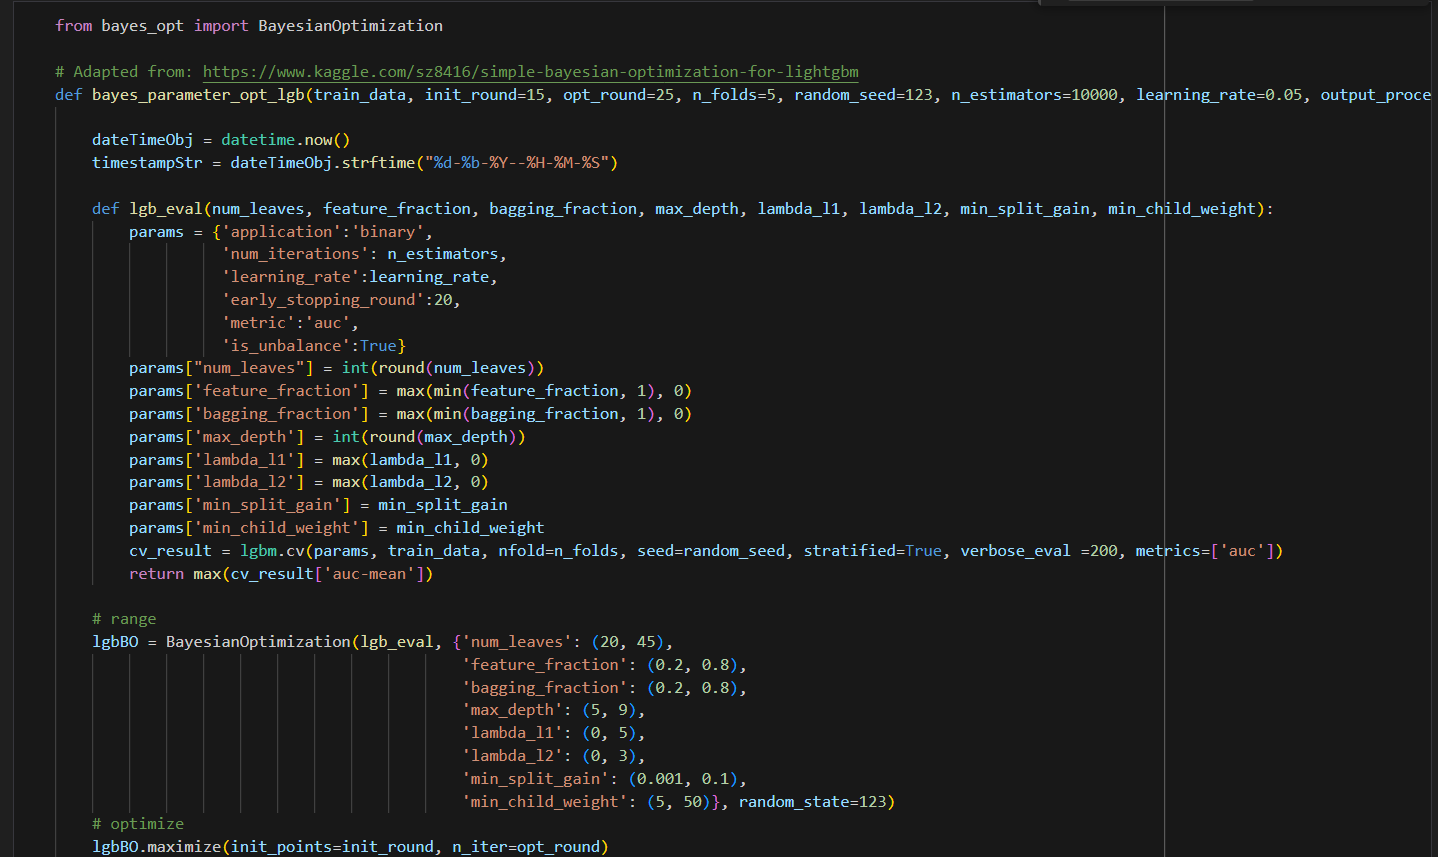 from bayes_opt import BayesianOptimization
# Adapted from: https://www.kaggle.com/sz8416/simple-bayesian-optimization-for-lightgbm
def bayes_parameter_opt_lgb(train_data, init_round=15, opt_round=25, n_folds=5, random_seed=123, n_estimators=10000, learning_rate=0.05, output_proce
dateTimeObj = datetime.now()
timestampStr = dateTimeObj.strftime("%d-%b-%Y--%H-%M-%S")
def lgb_eval(num_leaves, feature_fraction, bagging_fraction, max_depth, lambda_l1, lambda_l2, min_split_gain, min_child_weight):
params = {'application':'binary',
'num_iterations': n_estimators,
'learning_rate':learning_rate,
'early_stopping_round':20,
'metric':'auc',
'is_unbalance':True}
params["num_leaves"] = int(round(num_leaves))
params['feature_fraction'] = max(min(feature_fraction, 1), 0)
params['bagging_fraction'] = max(min(bagging_fraction, 1), 0)
params['max_depth'] = int(round(max_depth))
params['lambda_l1'] = max(lambda_l1, 0)
params['lambda_l2'] = max(lambda_l2, 0)
params['min_split_gain'] = min_split_gain
params['min_child_weight'] = min_child_weight
cv_result = lgbm.cv(params, train_data, nfold=n_folds, seed=random_seed, stratified=True, verbose_eval =200, metrics=['auc'])
return max(cv_result['auc-mean'])
# range
lgbBO = BayesianOptimization(lgb_eval, {'num_leaves': (20, 45),
'feature_fraction': (0.2, 0.8),
'bagging_fraction': (0.2, 0.8),
'max_depth': (5, 9),
'lambda_l1': (0, 5),
'lambda_l2': (0, 3),
'min_split_gain': (0.001, 0.1),
'min_child_weight': (5, 50)}, random_state=123)
# optimize
lgbBO.maximize(init_points=init_round, n_iter=opt_round)